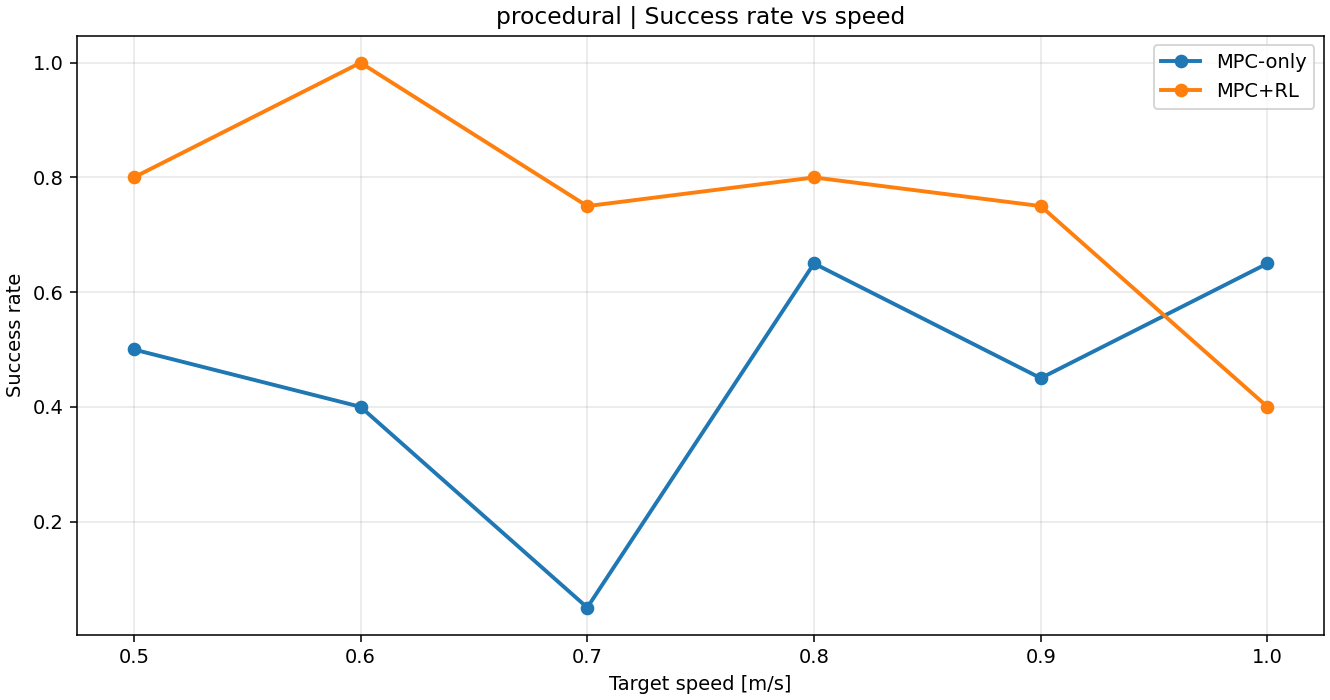 procedural | Success rate vs speed
MPC-only
MPC+RL
1.0
0.8
0.6
0.4
0.2
Success rate
0.5 0.6 0.7 0.8 0.9 1.0
Target speed [m/s]